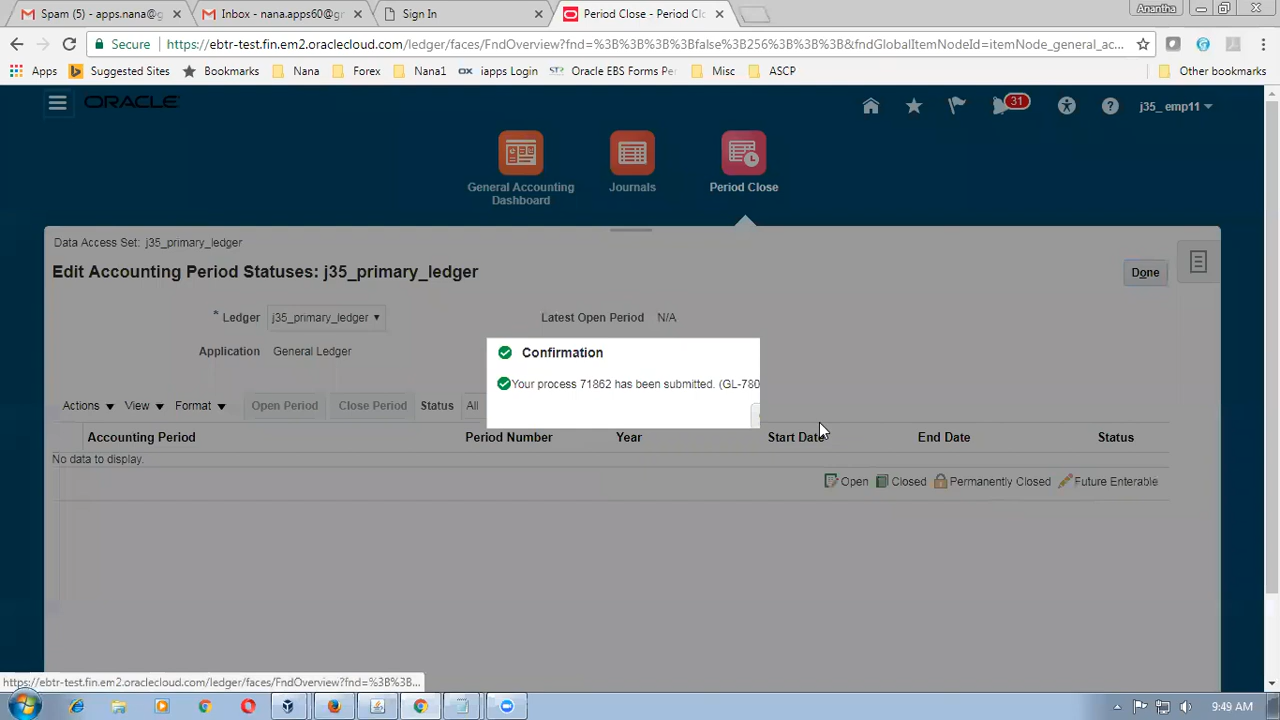 Spam (5) - apps.nana@g
Inbox - nana.apps60@g
Sign In
Period Close - Period Cl
Anantha
Secure
https://ebtr-test.fin.em2.oraclecloud.com/ledger/faces/FndOverview?fnd=%3B%3B%3Bfalse%3B256%3B%3B%3B&fndGlobalItemNodeId=itemNode_general_ac...
Apps
Suggested Sites
Bookmarks
Nana
Forex
Nana1
iapps Login
Oracle EBS Forms Per
Misc
ASCP
Other bookmarks
ORACLE
31
j35_ emp11
General Accounting
Dashboard
Journals
Period Close
Data Access Set: j35_primary_ledger
Edit Accounting Period Statuses: j35_primary_ledger
Done
* Ledger j35_primary_ledger
Latest Open Period N/A
Application General Ledger
Confirmation
Your process 71862 has been submitted. (GL-780
Actions View Format Open Period Close Period Status All
Accounting Period Period Number Year Start Date End Date Status
No data to display.
Open Closed Permanently Closed Future Enterable
https://ebtr-test.fin.em2.oraclecloud.com/ledger/faces/FndOverview?fnd=%3B%3B...
9:49 AM